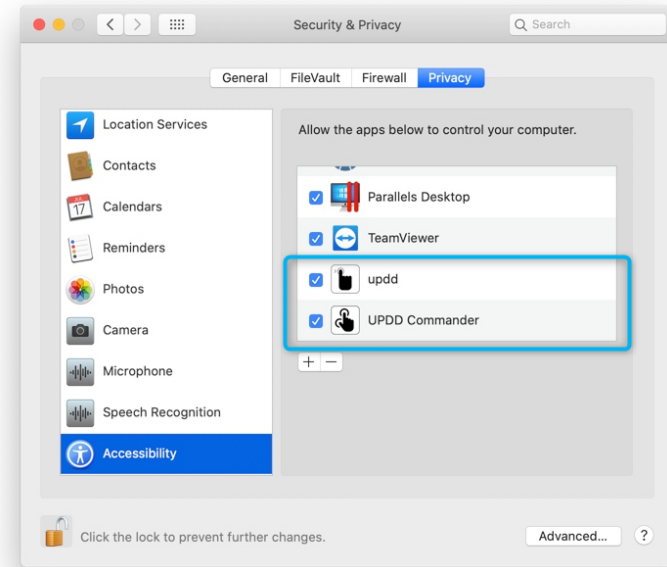 Security & Privacy
Search
General FileVault Firewall Privacy
Location Services
Contacts
JUL
17
Calendars
Reminders
Photos
Camera
Microphone
Speech Recognition
Accessibility
Allow the apps below to control your computer.
Parallels Desktop
TeamViewer
updd
UPDD Commander
+ −
Click the lock to prevent further changes.
Advanced... ?